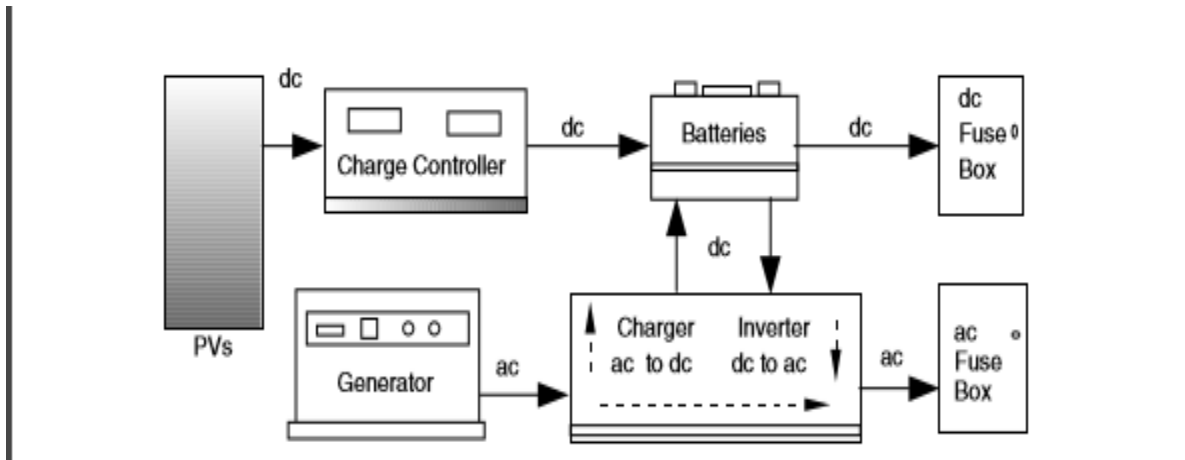 dc
Charge Controller
dc
Batteries
dc
dc
Fuse
Box
PVs
dc
Generator
ac
Charger
ac to dc
Inverter
dc to ac
ac
ac
Fuse
Box